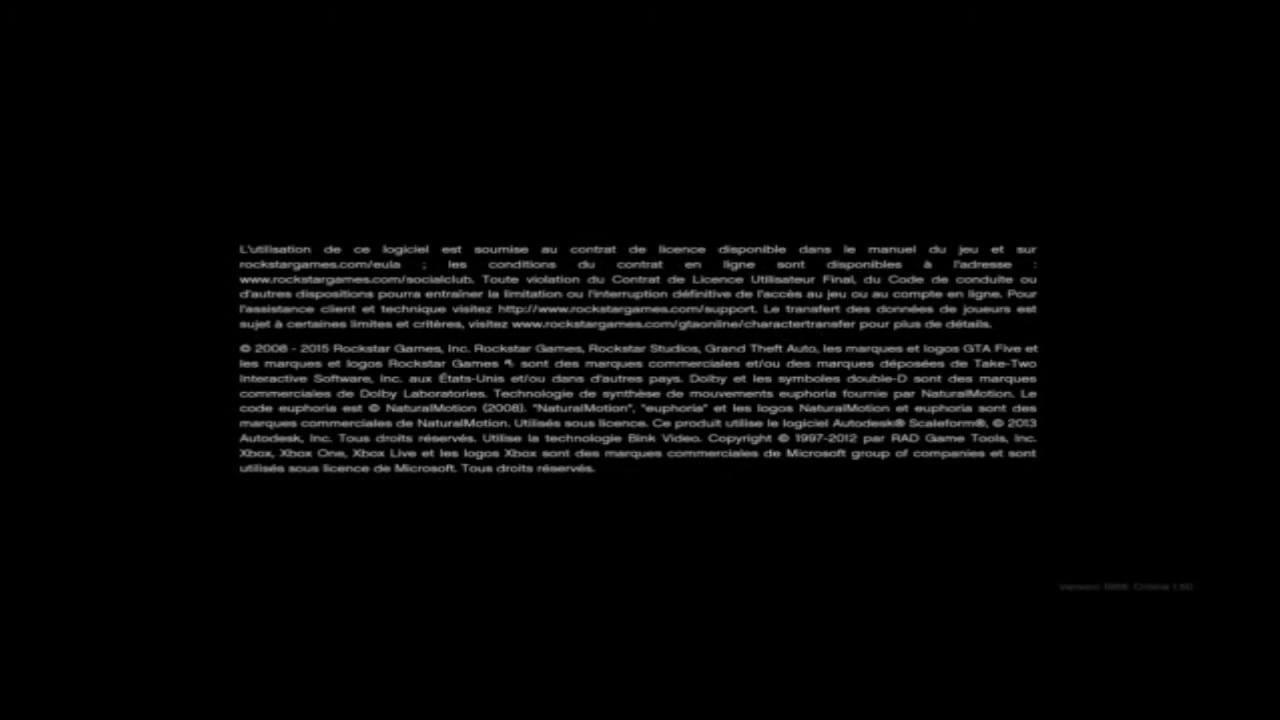 L'utilisation de ce logiciel est soumise au contrat de licence disponible dans le manuel du jeu et sur
rockstargames.com/eula ; les conditions du contrat en ligne sont disponibles à l'adresse :
www.rockstargames.com/socialclub. Toute violation du Contrat de Licence Utilisateur Final, du Code de conduite ou
d'autres dispositions pourra entraîner la limitation ou l'interruption définitive de l'accès au jeu ou au compte en ligne. Pour
l'assistance client et technique visitez http://www.rockstargames.com/support. Le transfert des données de joueurs est
sujet à certaines limites et critères, visitez www.rockstargames.com/gtaonline/charactertransfer pour plus de détails.
© 2008 - 2015 Rockstar Games, Inc. Rockstar Games, Rockstar Studios, Grand Theft Auto, les marques et logos GTA Five et
les marques et logos Rockstar Games sont des marques commerciales et/ou des marques déposées de Take-Two
Interactive Software, Inc. aux États-Unis et/ou dans d'autres pays. Dolby et les symboles double-D sont des marques
commerciales de Dolby Laboratories. Technologie de synthèse de mouvements euphoria fournie par NaturalMotion. Le
code euphoria est © NaturalMotion (2008). "NaturalMotion", "euphoria" et les logos NaturalMotion et euphoria sont des
marques commerciales de NaturalMotion. Utilisés sous licence. Ce produit utilise le logiciel Autodesk® Scaleform®, © 2013
Autodesk, Inc. Tous droits réservés. Utilise la technologie Bink Video. Copyright © 1997-2012 par RAD Game Tools, Inc.
Xbox, Xbox One, Xbox Live et les logos Xbox sont des marques commerciales de Microsoft group of companies et sont
utilisés sous licence de Microsoft. Tous droits réservés.